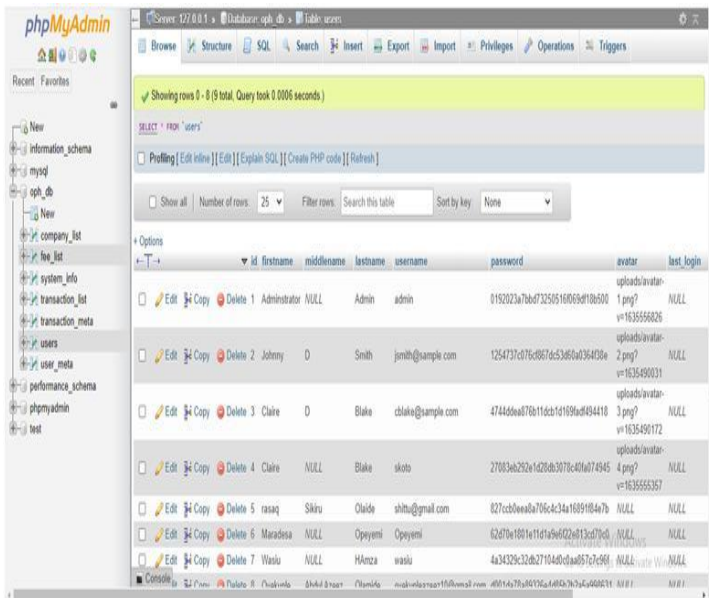 phpMyAdmin
Recent Favorites
New
information_schema
mysql
oph_db
New
company_list
fee_list
system_info
transaction_list
transaction_meta
users
user_meta
performance_schema
phpmyadmin
test
Server: 127.0.0.1 » Database: oph_db » Table: users
Browse Structure SQL Search Insert Export Import Privileges Operations Triggers
Showing rows 0 - 8 (9 total, Query took 0.0006 seconds.)
SELECT * FROM `users`
Profiling [ Edit inline ] [ Edit ] [ Explain SQL ] [ Create PHP code ] [ Refresh ]
Show all Number of rows: 25 Filter rows: Search this table Sort by key: None
+ Options
id firstname middlename lastname username password avatar last_login
Edit Copy Delete 1 Adminstrator NULL Admin admin 0192023a7bbd73250516f069df18b500 uploads/avatar-1.png?v=1635556826 NULL
Edit Copy Delete 2 Johnny D Smith jsmith@sample.com 1254737c076cf867dc53d60a0364f38e uploads/avatar-2.png?v=1635490031 NULL
Edit Copy Delete 3 Claire D Blake cblake@sample.com 4744ddea876b11dcb1d169fadf494418 uploads/avatar-3.png?v=1635490172 NULL
Edit Copy Delete 4 Claire NULL Blake skoto uploads/avatar-4.png?v=1635555357 NULL
Edit Copy Delete 5 rasaq Sikiru Olaide shittu@gmail.com 827ccb0eea8a706c4c34a16891f84e7b NULL NULL
Edit Copy Delete 6 Maradesa NULL Opeyemi Opeyemi NULL NULL
Edit Copy Delete 7 Wasiu NULL HAmza wasiu NULL NULL
Console Copy Delete 8 Olamide NULL NULL
Activate Windows